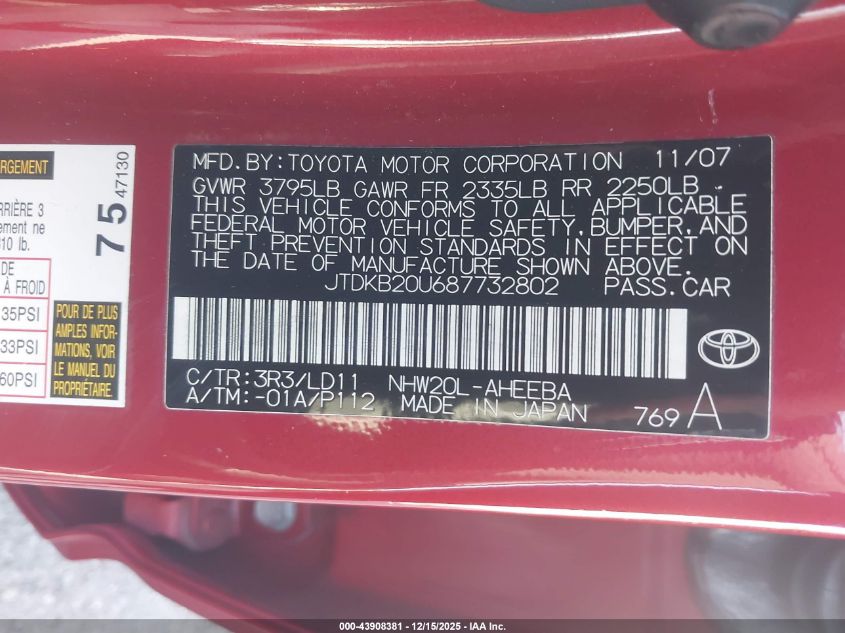 RGEMENT
RRIÈRE 3
ement ne
10 lb.
DE
À FROID
35PSI
33PSI
60PSI
75 47130
POUR DE PLUS
AMPLES INFOR-
MATIONS, VOIR
LE MANUEL DU
PROPRIÉTAIRE.
MFD. BY: TOYOTA MOTOR CORPORATION 11/07
GVWR 3795LB GAWR FR 2335LB RR 2250LB
THIS VEHICLE CONFORMS TO ALL APPLICABLE
FEDERAL MOTOR VEHICLE SAFETY, BUMPER, AND
THEFT PREVENTION STANDARDS IN EFFECT ON
THE DATE OF MANUFACTURE SHOWN ABOVE.
JTDKB20U687732802 PASS. CAR
C/TR: 3R3/LD11 NHW20L-AHEEBA
A/TM: -01A/P112 MADE IN JAPAN 769 A
000-43908381 - 12/15/2025 - IAA Inc.